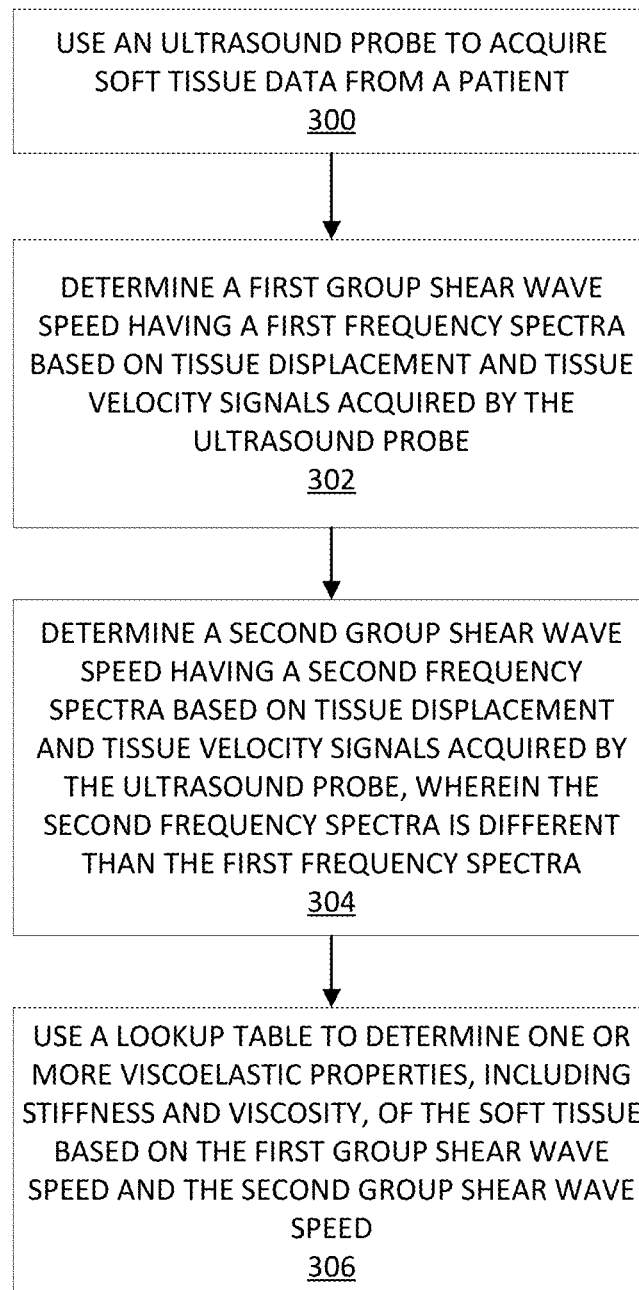 USE AN ULTRASOUND PROBE TO ACQUIRE
SOFT TISSUE DATA FROM A PATIENT
300
DETERMINE A FIRST GROUP SHEAR WAVE
SPEED HAVING A FIRST FREQUENCY SPECTRA
BASED ON TISSUE DISPLACEMENT AND TISSUE
VELOCITY SIGNALS ACQUIRED BY THE
ULTRASOUND PROBE
302
DETERMINE A SECOND GROUP SHEAR WAVE
SPEED HAVING A SECOND FREQUENCY
SPECTRA BASED ON TISSUE DISPLACEMENT
AND TISSUE VELOCITY SIGNALS ACQUIRED BY
THE ULTRASOUND PROBE, WHEREIN THE
SECOND FREQUENCY SPECTRA IS DIFFERENT
THAN THE FIRST FREQUENCY SPECTRA
304
USE A LOOKUP TABLE TO DETERMINE ONE OR
MORE VISCOELASTIC PROPERTIES, INCLUDING
STIFFNESS AND VISCOSITY, OF THE SOFT TISSUE
BASED ON THE FIRST GROUP SHEAR WAVE
SPEED AND THE SECOND GROUP SHEAR WAVE
SPEED
306